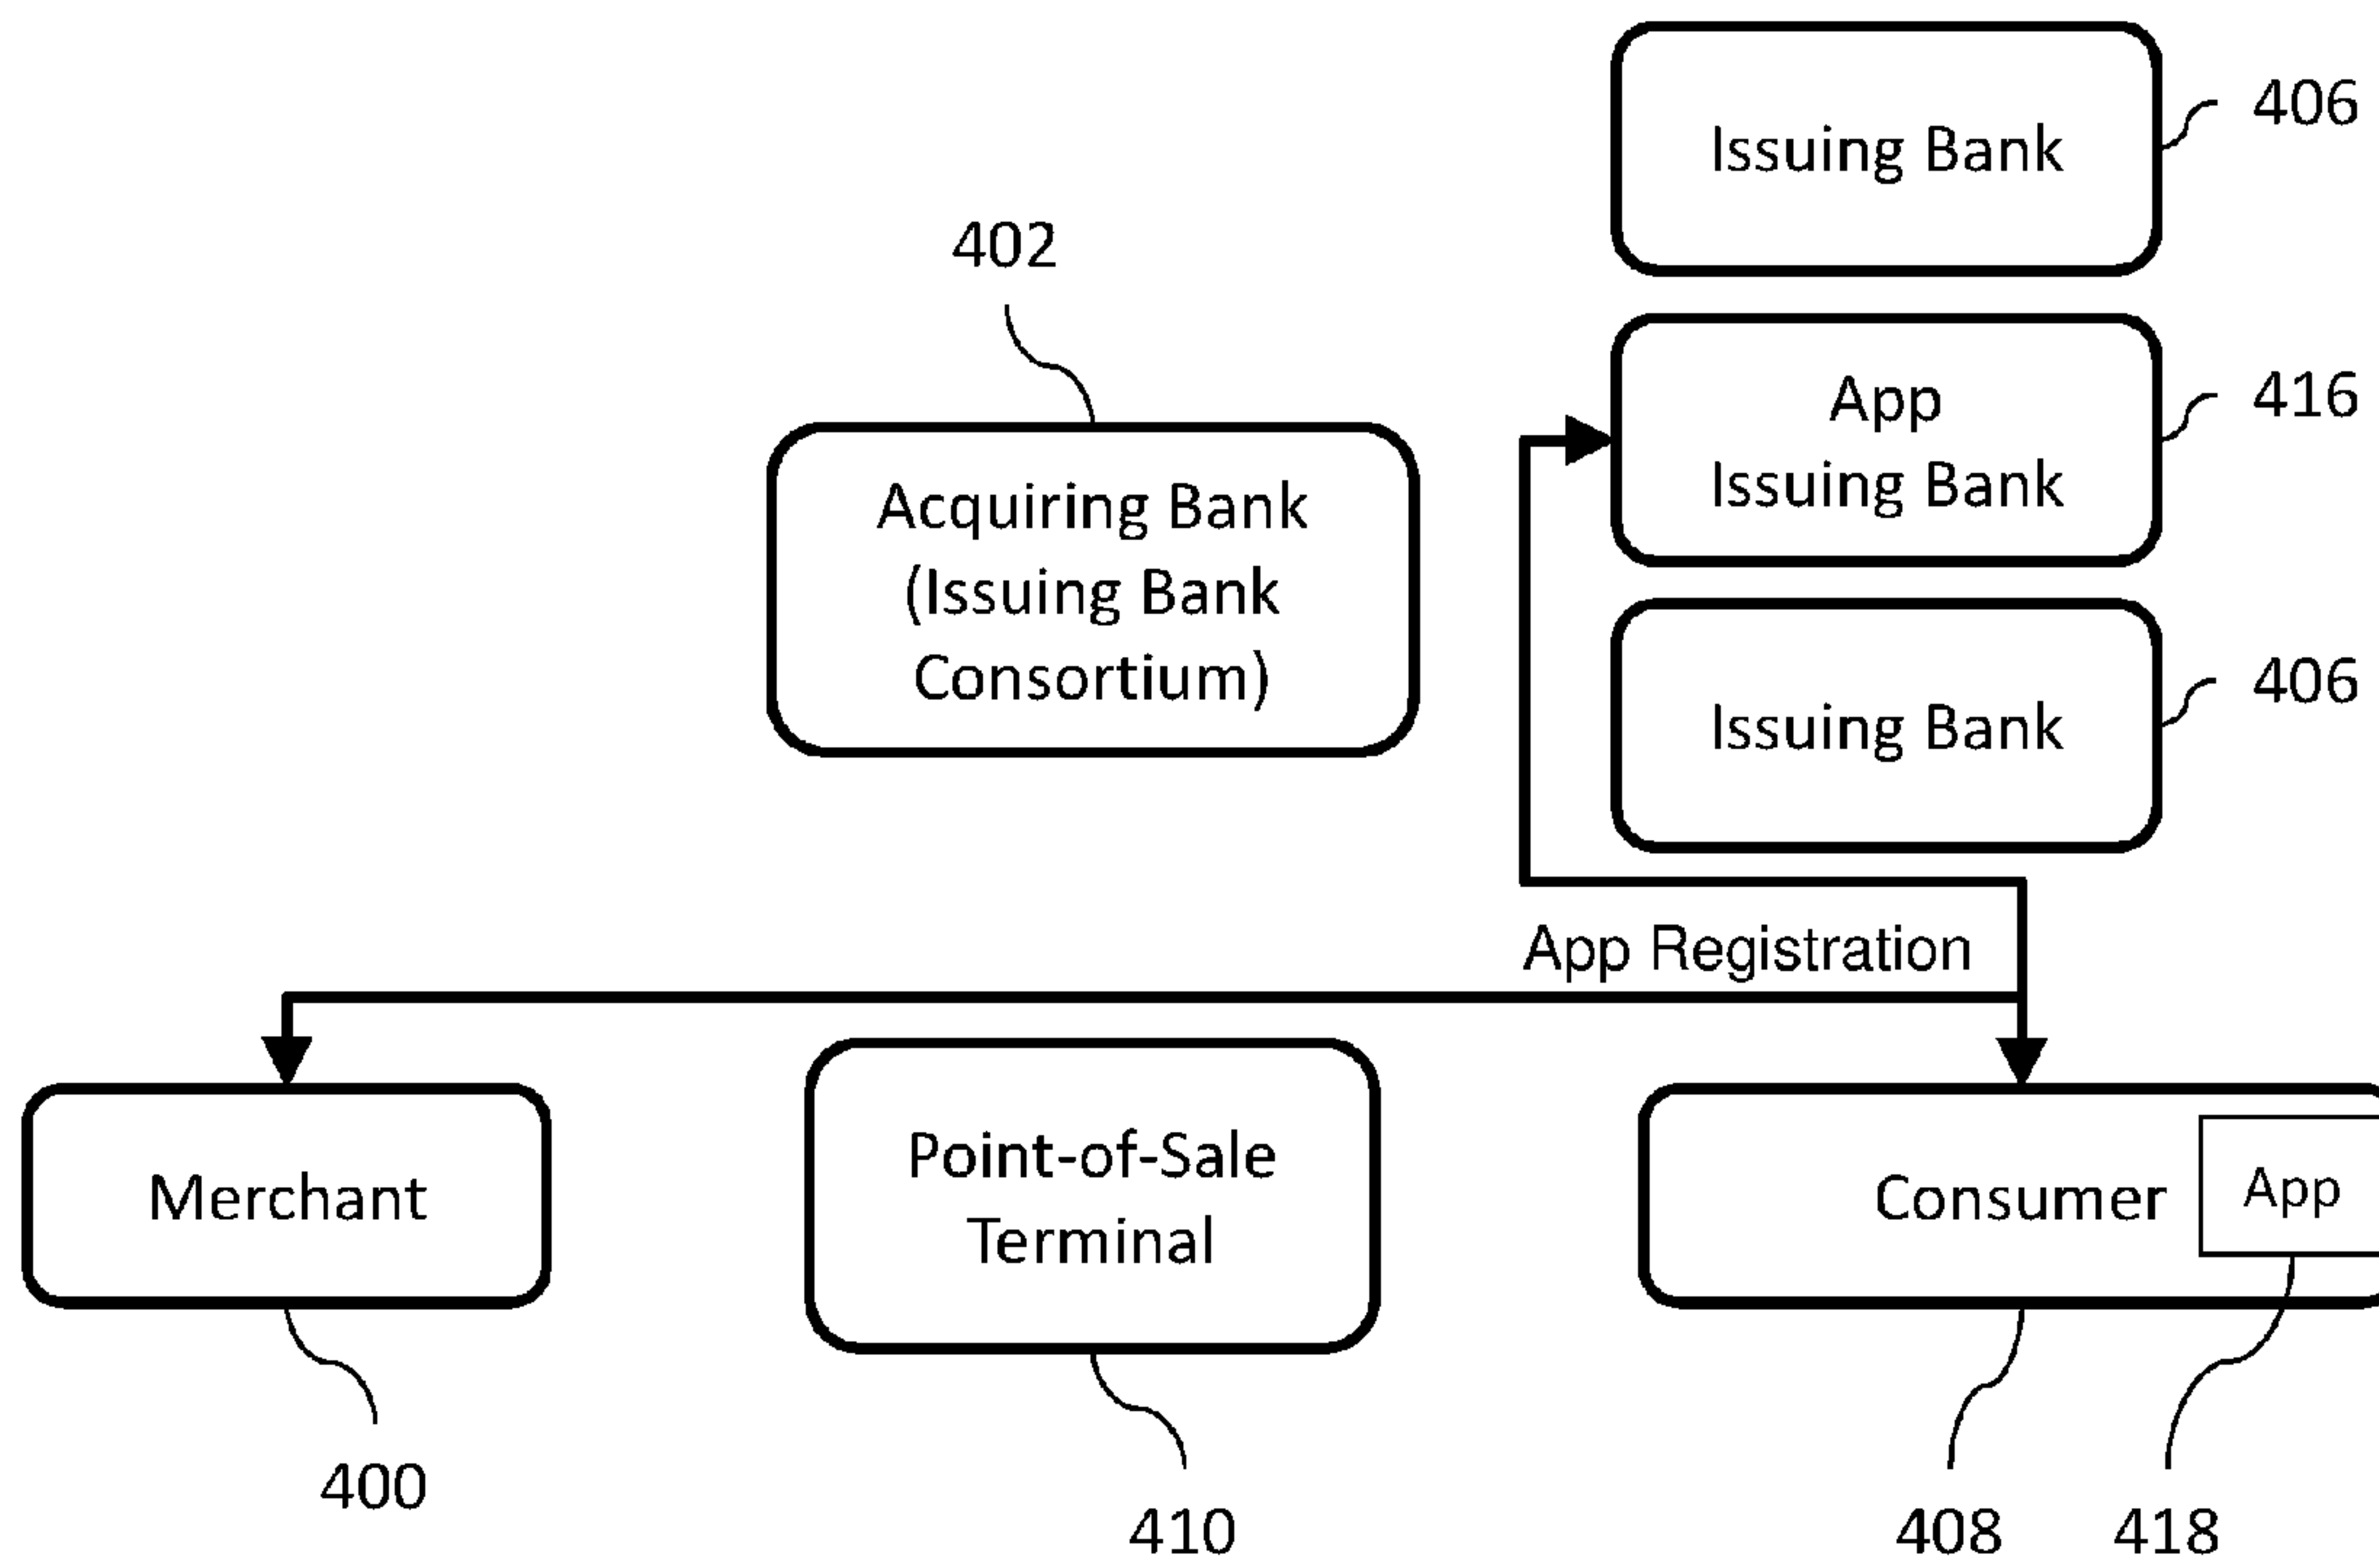 Issuing Bank
406
402
App
Issuing Bank
416
Acquiring Bank
(Issuing Bank
Consortium)
Issuing Bank
406
App Registration
Merchant
Point-of-Sale
Terminal
Consumer
App
400
410
408
418